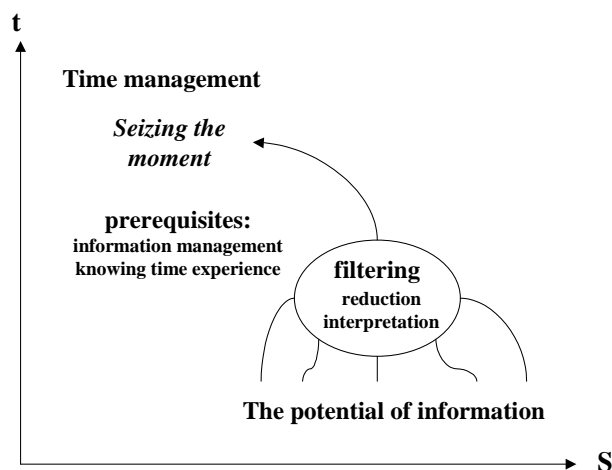 t
Time management
Seizing the
moment
prerequisites:
information management
knowing time experience
filtering
reduction
interpretation
The potential of information
S